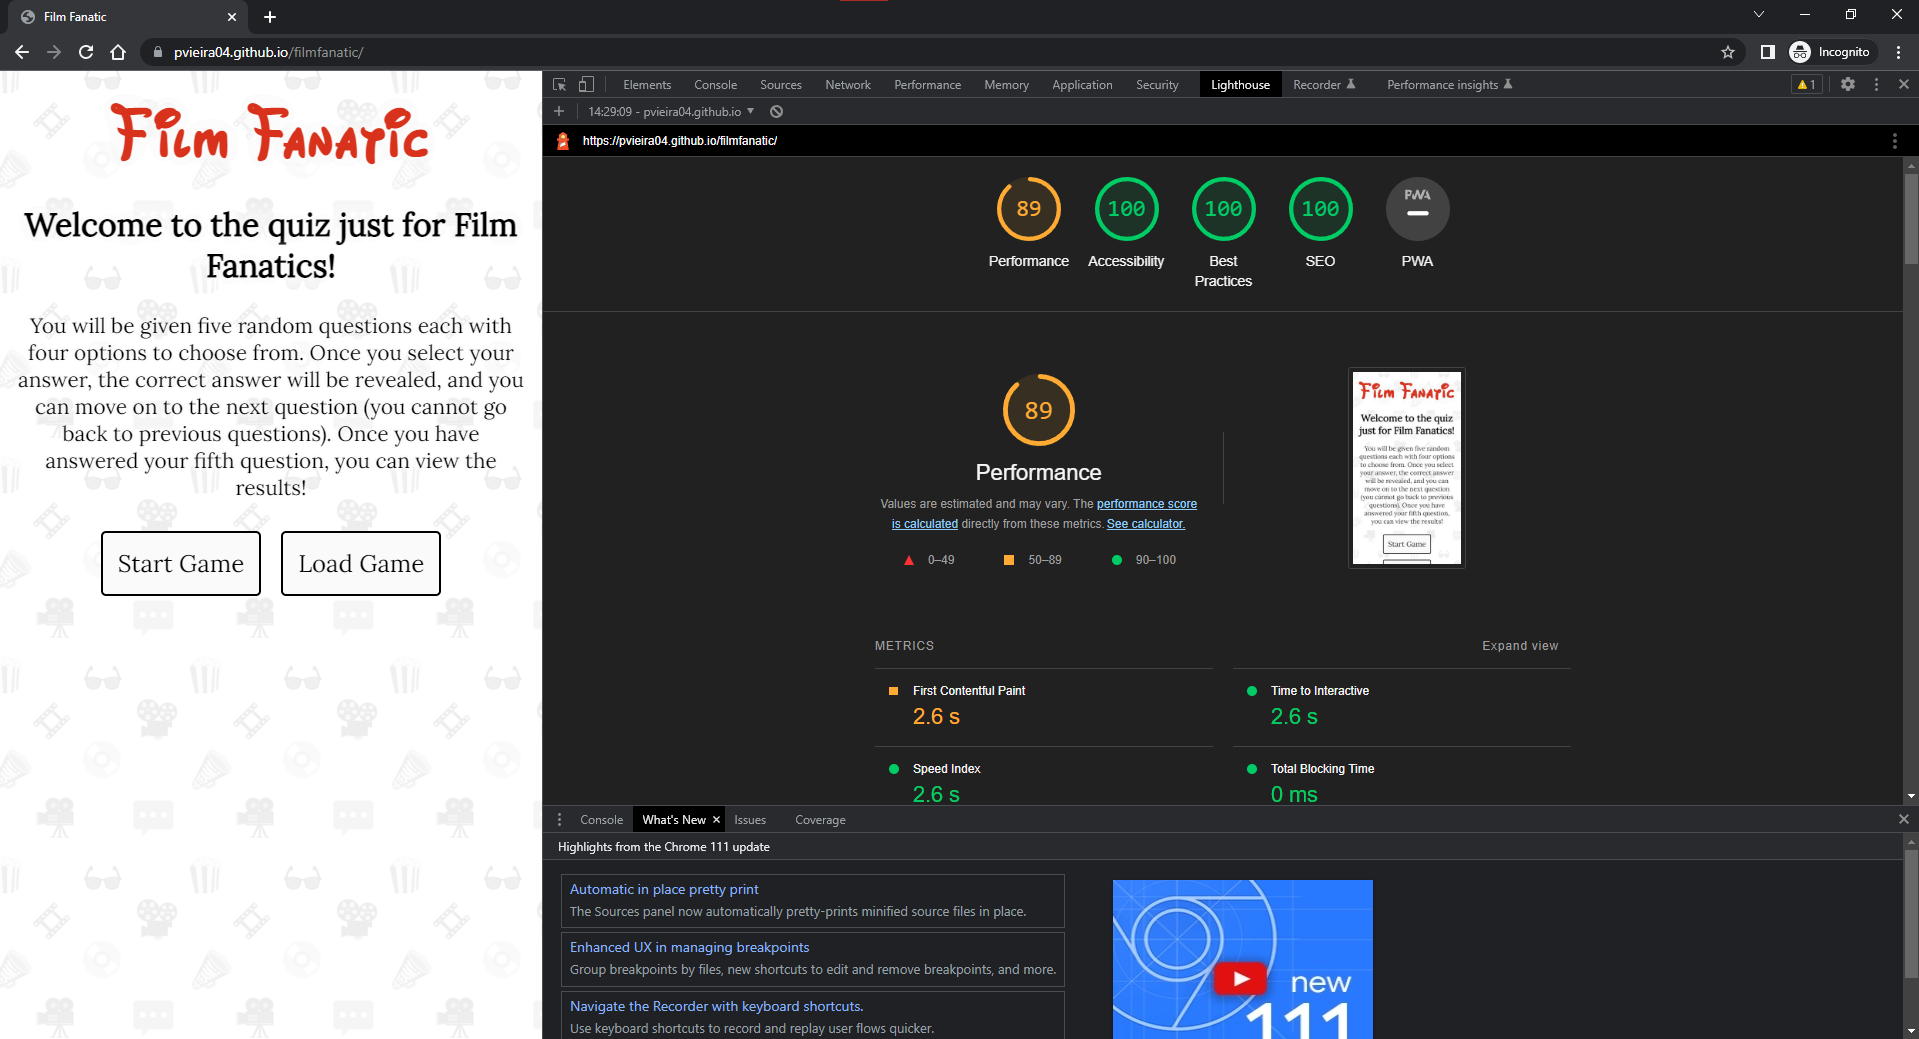 Film Fanatic
pvieira04.github.io/filmfanatic/
Incognito
Film Fanatic
Welcome to the quiz just for Film
Fanatics!
You will be given five random questions each with
four options to choose from. Once you select your
answer, the correct answer will be revealed, and you
can move on to the next question (you cannot go
back to previous questions). Once you have
answered your fifth question, you can view the
results!
Start Game Load Game
Elements Console Sources Network Performance Memory Application Security Lighthouse Recorder Performance insights 1
14:29:09 - pvieira04.github.io
https://pvieira04.github.io/filmfanatic/
89 100 100 100 PWA
Performance Accessibility Best SEO PWA
Practices
89
Performance
Values are estimated and may vary. The performance score
is calculated directly from these metrics. See calculator.
0–49 50–89 90–100
Film Fanatic
Welcome to the quiz
just for Film Fanatics!
You will be given five random
questions each with four options
to choose from. Once you select
your answer, the correct answer
will be revealed, and you can
move on to the next question
(you cannot go back to previous
questions). Once you have
answered your fifth question,
you can view the results!
Start Game
METRICS Expand view
First Contentful Paint Time to Interactive
2.6 s 2.6 s
Speed Index Total Blocking Time
2.6 s 0 ms
Console What's New Issues Coverage
Highlights from the Chrome 111 update
Automatic in place pretty print
The Sources panel now automatically pretty-prints minified source files in place.
Enhanced UX in managing breakpoints
Group breakpoints by files, new shortcuts to edit and remove breakpoints, and more.
Navigate the Recorder with keyboard shortcuts.
Use keyboard shortcuts to record and replay user flows quicker.
new
111